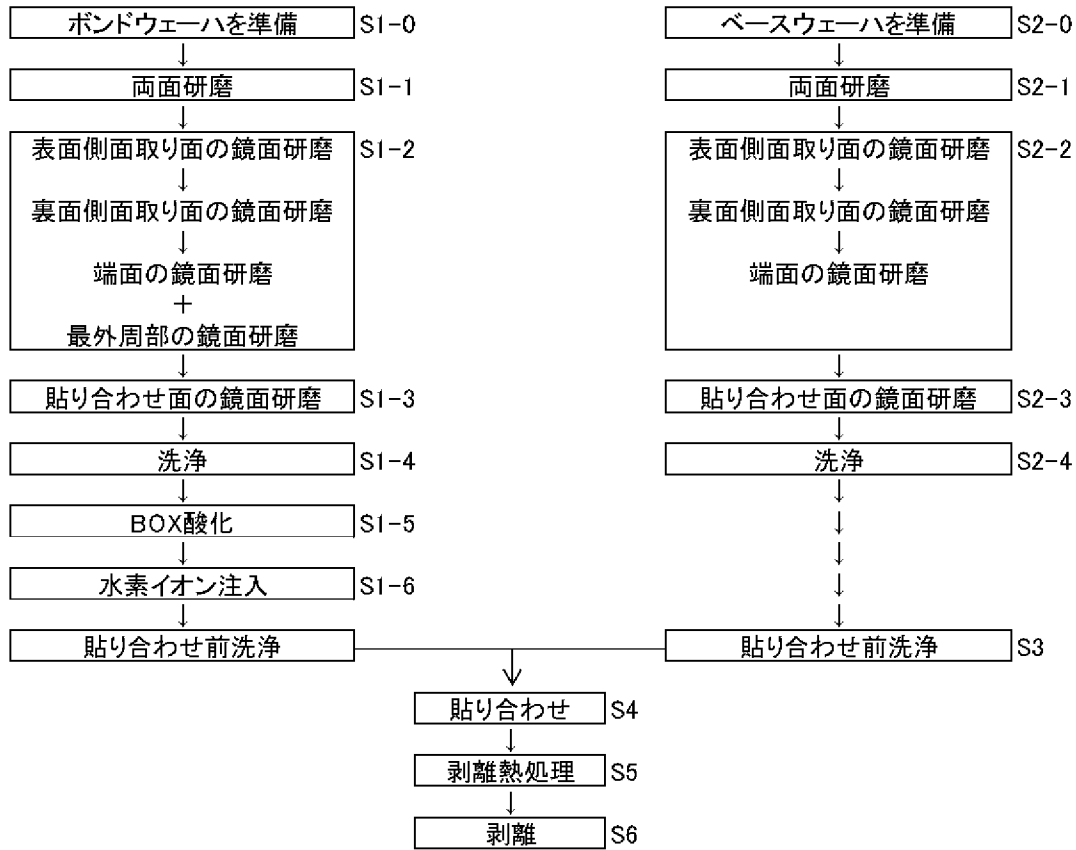 ボンドウェーハを準備 S1-0
↓
両面研磨 S1-1
↓
表面側面取り面の鏡面研磨 S1-2
↓
裏面側面取り面の鏡面研磨
↓
端面の鏡面研磨
+
最外周部の鏡面研磨
↓
貼り合わせ面の鏡面研磨 S1-3
↓
洗浄 S1-4
↓
BOX酸化 S1-5
↓
水素イオン注入 S1-6
↓
貼り合わせ前洗浄
ベースウェーハを準備 S2-0
↓
両面研磨 S2-1
↓
表面側面取り面の鏡面研磨 S2-2
↓
裏面側面取り面の鏡面研磨
↓
端面の鏡面研磨
↓
貼り合わせ面の鏡面研磨 S2-3
↓
洗浄 S2-4
↓
↓
↓
↓
↓
貼り合わせ前洗浄 S3
貼り合わせ S4
↓
剥離熱処理 S5
↓
剥離 S6